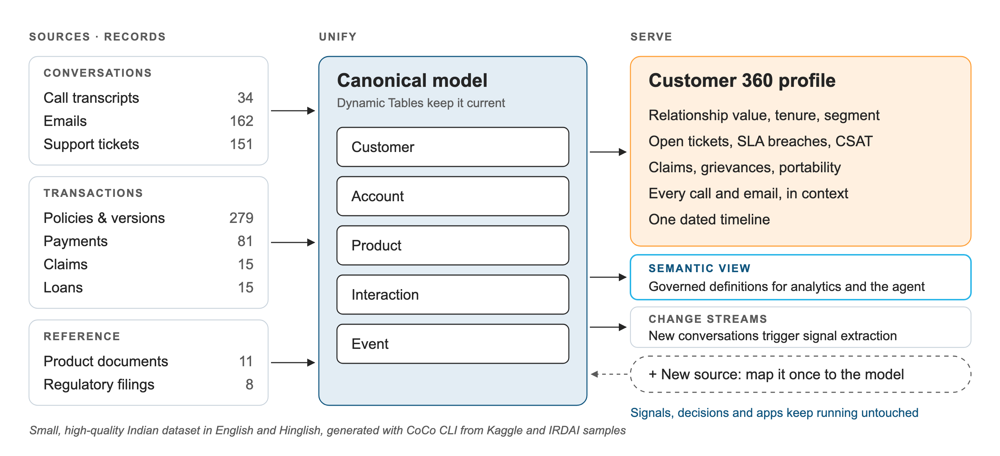 SOURCES · RECORDS
CONVERSATIONS
Call transcripts 34
Emails 162
Support tickets 151
TRANSACTIONS
Policies & versions 279
Payments 81
Claims 15
Loans 15
REFERENCE
Product documents 11
Regulatory filings 8
UNIFY
Canonical model
Dynamic Tables keep it current
Customer
Account
Product
Interaction
Event
SERVE
Customer 360 profile
Relationship value, tenure, segment
Open tickets, SLA breaches, CSAT
Claims, grievances, portability
Every call and email, in context
One dated timeline
SEMANTIC VIEW
Governed definitions for analytics and the agent
CHANGE STREAMS
New conversations trigger signal extraction
+ New source: map it once to the model
Signals, decisions and apps keep running untouched
Small, high-quality Indian dataset in English and Hinglish, generated with CoCo CLI from Kaggle and IRDAI samples